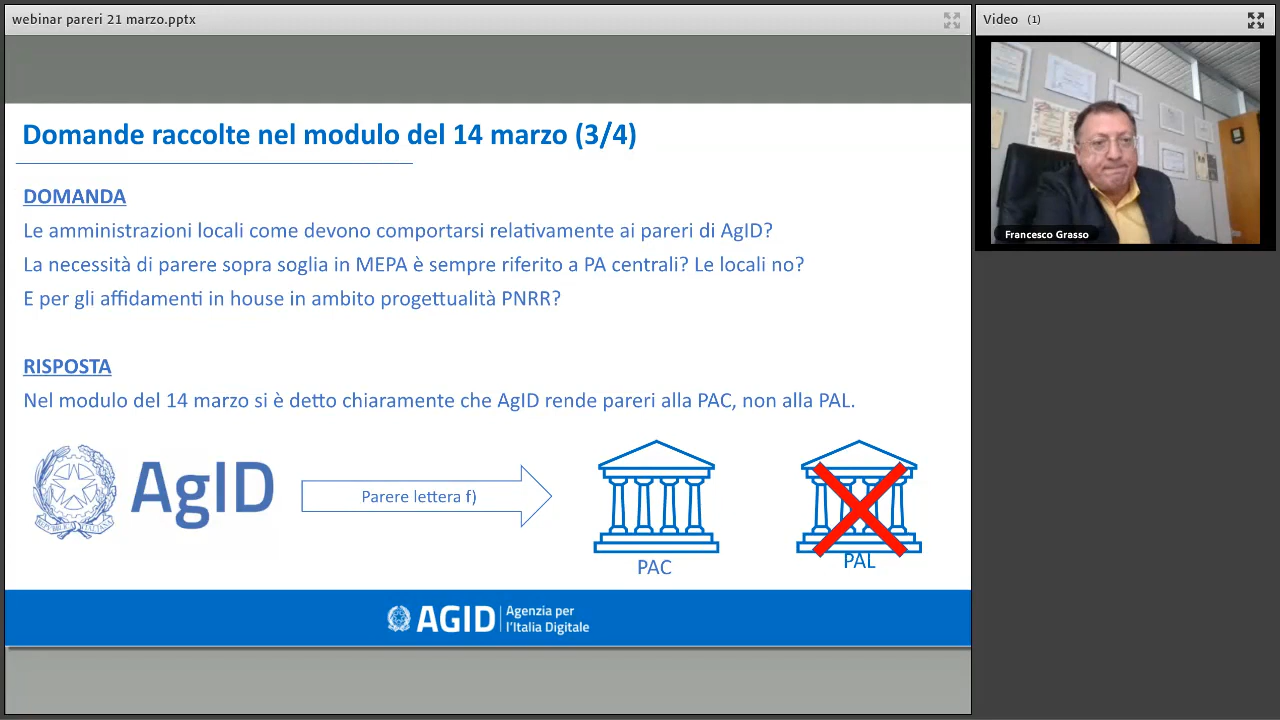 webinar pareri 21 marzo.pptx
Video (1)
Domande raccolte nel modulo del 14 marzo (3/4)
DOMANDA
Le amministrazioni locali come devono comportarsi relativamente ai pareri di AgID?
La necessità di parere sopra soglia in MEPA è sempre riferito a PA centrali? Le locali no?
E per gli affidamenti in house in ambito progettualità PNRR?
RISPOSTA
Nel modulo del 14 marzo si è detto chiaramente che AgID rende pareri alla PAC, non alla PAL.
AgID
Parere lettera f)
PAC
PAL
AGID
Agenzia per
l'Italia Digitale
Francesco Grasso